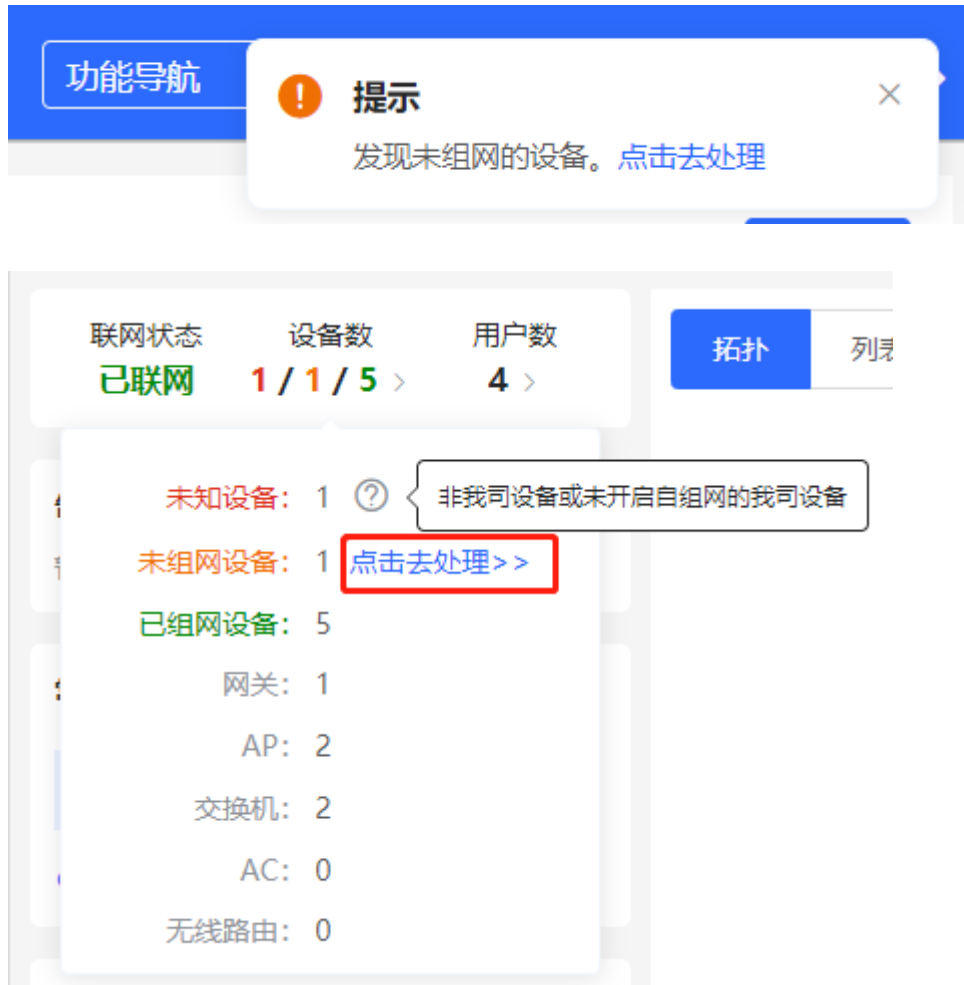 功能导航
提示
发现未组网的设备。点击去处理
联网状态 设备数 用户数
已联网 1 / 1 / 5 > 4 >
拓扑 列表
未知设备： 1 ? 非我司设备或未开启自组网的我司设备
未组网设备： 1 点击去处理>>
已组网设备： 5
网关： 1
AP： 2
交换机： 2
AC： 0
无线路由： 0